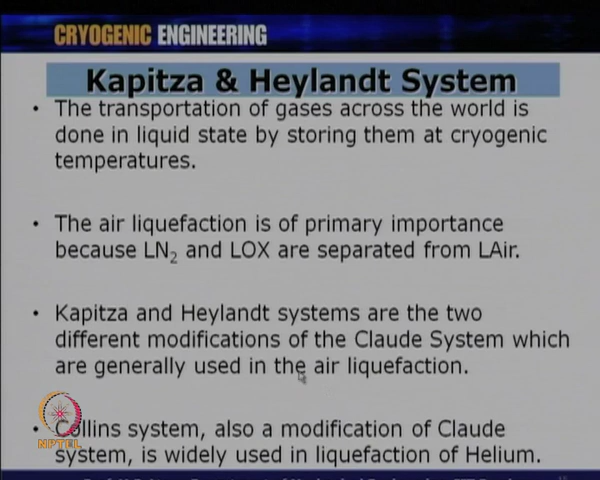 CRYOGENIC ENGINEERING
Kapitza & Heylandt System
• The transportation of gases across the world is
done in liquid state by storing them at cryogenic
temperatures.
• The air liquefaction is of primary importance
because LN₂ and LOX are separated from LAir.
• Kapitza and Heylandt systems are the two
different modifications of the Claude System which
are generally used in the air liquefaction.
• Collins system, also a modification of Claude
system, is widely used in liquefaction of Helium.
NPTEL